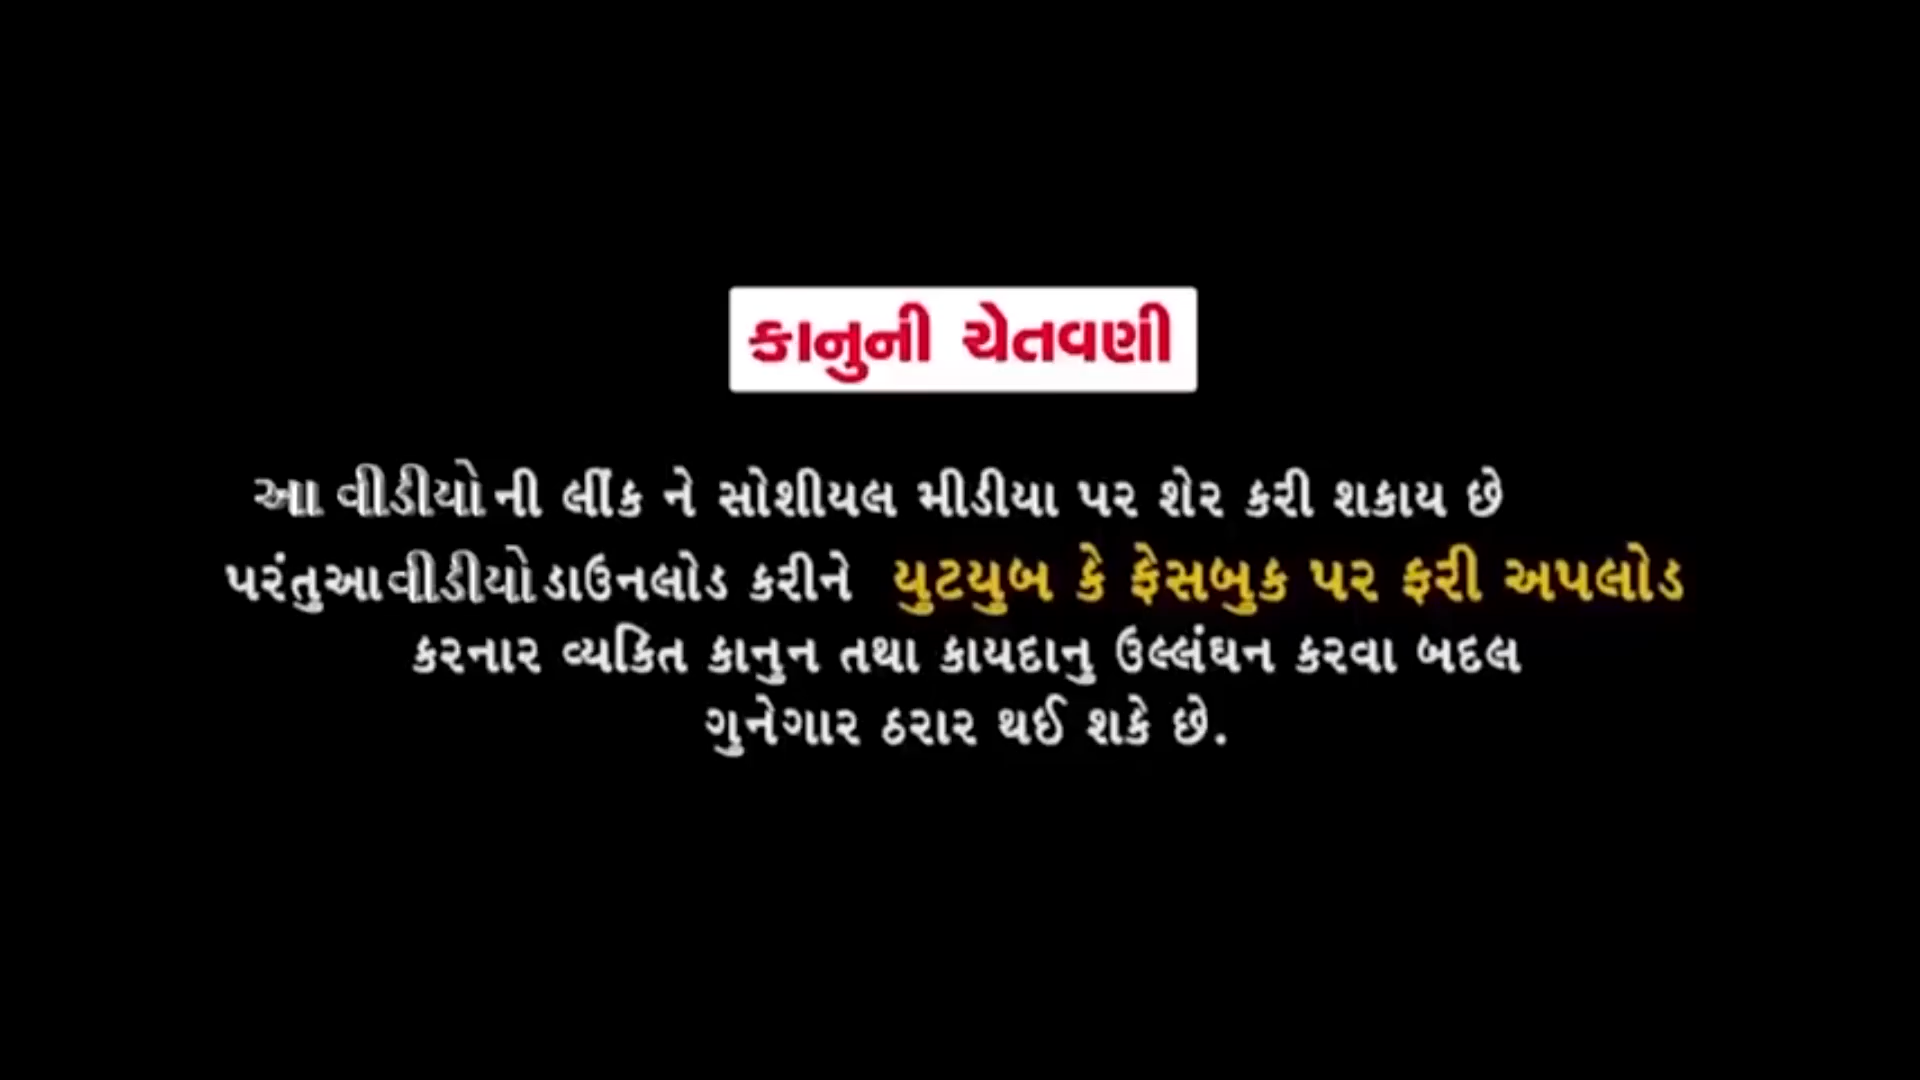 કાનુની ચેતવણી
આ વીડીયો ની લીંક ને સોશીયલ મીડીયા પર શેર કરી શકાય છે
પરંતુઆવીડીયોડાઉનલોડ કરીને યુટયુબ કે ફેસબુક પર ફરી અપલોડ
કરનાર વ્યકિત કાનુન તથા કાયદાનુ ઉલ્લંઘન કરવા બદલ
ગુનેગાર ઠરાર થઈ શકે છે.